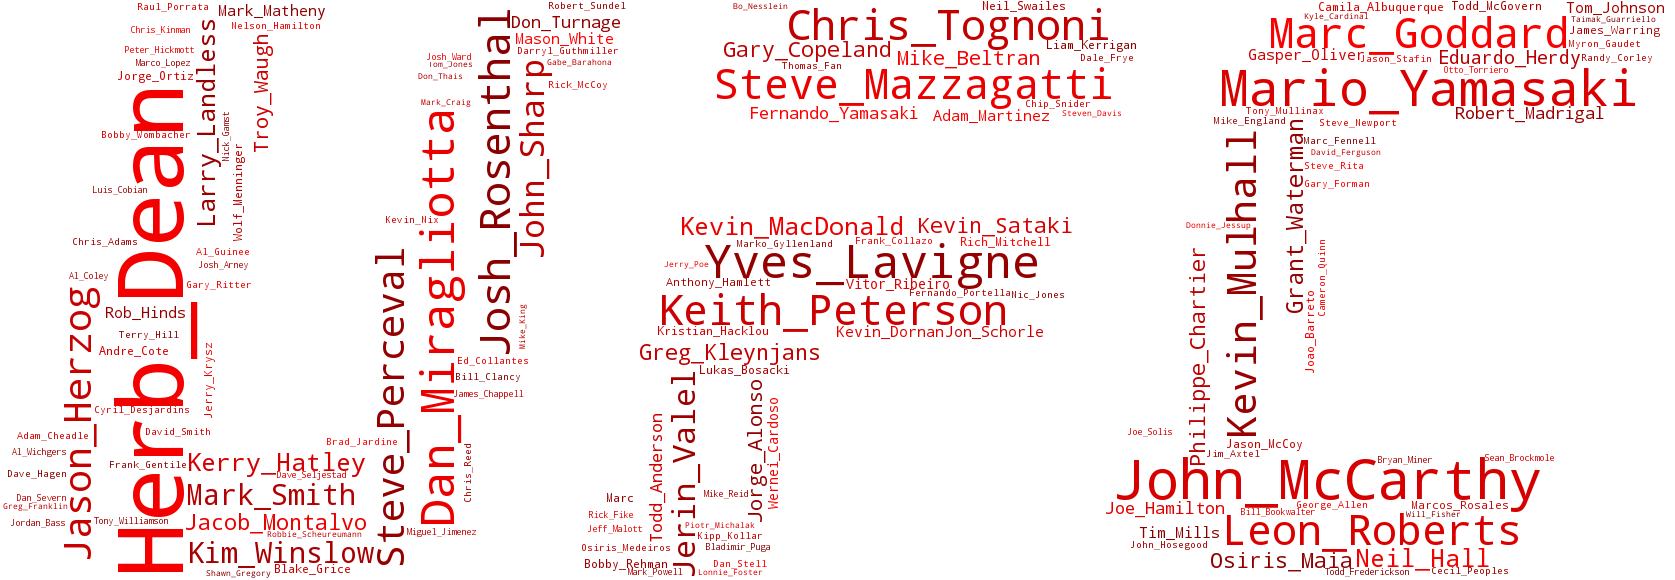 Raul_Porrata
Mark_Matheny
Nelson_Hamilton
Chris_Kinman
Peter_Hickmott
Marco_Lopez
Jorge_Ortiz
Larry_Landless
Troy_Waugh
Nick_Gamst
Bobby_Wombacher
Wolf_Menninger
Luis_Cobian
Herb_Dean
Chris_Adams
Al_Guinee
Josh_Arney
Al_Coley
Gary_Ritter
Jason_Herzog
Rob_Hinds
Terry_Hill
Andre_Cote
Jerry_Krysz
Cyril_Desjardins
David_Smith
Adam_Cheadle
Al_Wichgers
Frank_Gentile
Kerry_Hatley
Dave_Hagen
Dave_Seljestad
Mark_Smith
Dan_Severn
Greg_Franklin
Jordan_Bass
Tony_Williamson
Jacob_Montalvo
Robbie_Scheureumann
Kim_Winslow
Shawn_Gregory
Blake_Grice
Brad_Jardine
Robert_Sundel
Don_Turnage
Mason_White
Darryl_Guthmiller
Gabe_Barahona
Rick_McCoy
Josh_Ward
Tom_Jones
Don_Thais
Mark_Craig
Josh_Rosenthal
John_Sharp
Dan_Miragliotta
Steve_Perceval
Kevin_Nix
Mike_King
Ed_Collantes
Bill_Clancy
James_Chappell
Chris_Reed
Miguel_Jimenez
Bo_Nesslein
Neil_Swailes
Chris_Tognoni
Gary_Copeland
Mike_Beltran
Liam_Kerrigan
Dale_Frye
Thomas_Fan
Steve_Mazzagatti
Chip_Snider
Steven_Davis
Fernando_Yamasaki
Adam_Martinez
Kevin_MacDonald
Kevin_Sataki
Marko_Gyllenland
Frank_Collazo
Rich_Mitchell
Jerry_Poe
Yves_Lavigne
Anthony_Hamlett
Vitor_Ribeiro
Fernando_Portella
Nic_Jones
Keith_Peterson
Kristian_Hacklou
Kevin_Dornan
Jon_Schorle
Greg_Kleynjans
Lukas_Bosacki
Jerin_Valel
Jorge_Alonso
Wernei_Cardoso
Todd_Anderson
Marc
Mike_Reid
Rick_Fike
Jeff_Malott
Piotr_Michalak
Kipp_Kollar
Osiris_Medeiros
Bladimir_Puga
Bobby_Rehman
Dan_Stell
Mark_Powell
Lonnie_Foster
Camila_Albuquerque
Todd_McGovern
Tom_Johnson
Kyle_Cardinal
Taimak_Guarriello
James_Warring
Marc_Goddard
Myron_Gaudet
Gasper_Oliver
Jason_Stafin
Eduardo_Herdy
Randy_Corley
Otto_Torriero
Mario_Yamasaki
Tony_Mullinax
Robert_Madrigal
Mike_England
Steve_Newport
Marc_Fennell
David_Ferguson
Steve_Rita
Gary_Forman
Kevin_Mulhall
Grant_Waterman
Donnie_Jessup
Philippe_Chartier
Cameron_Quinn
Joao_Barreto
Joe_Solis
Jason_McCoy
Jim_Axtel
Bryan_Miner
Sean_Brockmole
John_McCarthy
Joe_Hamilton
Bill_Bookwalter
George_Allen
Marcos_Rosales
Will_Fisher
Tim_Mills
Leon_Roberts
John_Hosegood
Osiris_Maia
Neil_Hall
Todd_Frederickson
Cecil_Peoples